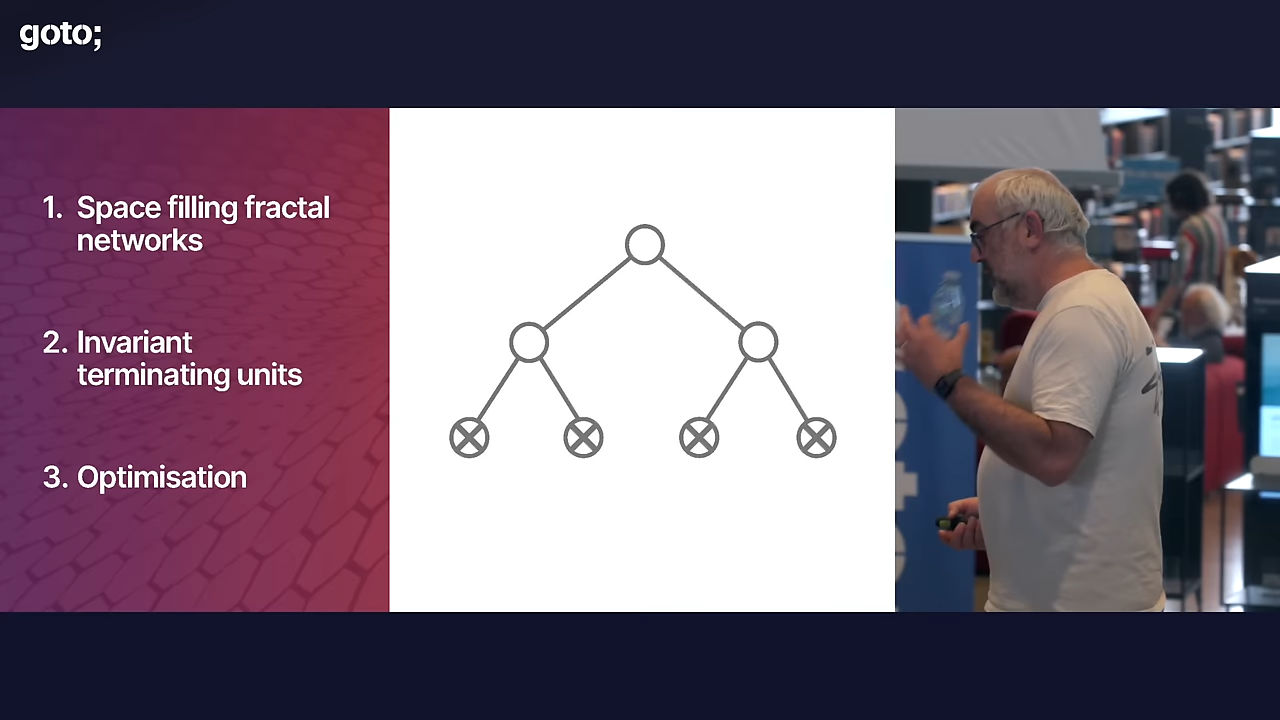 goto;
1. Space filling fractal
networks
2. Invariant
terminating units
3. Optimisation